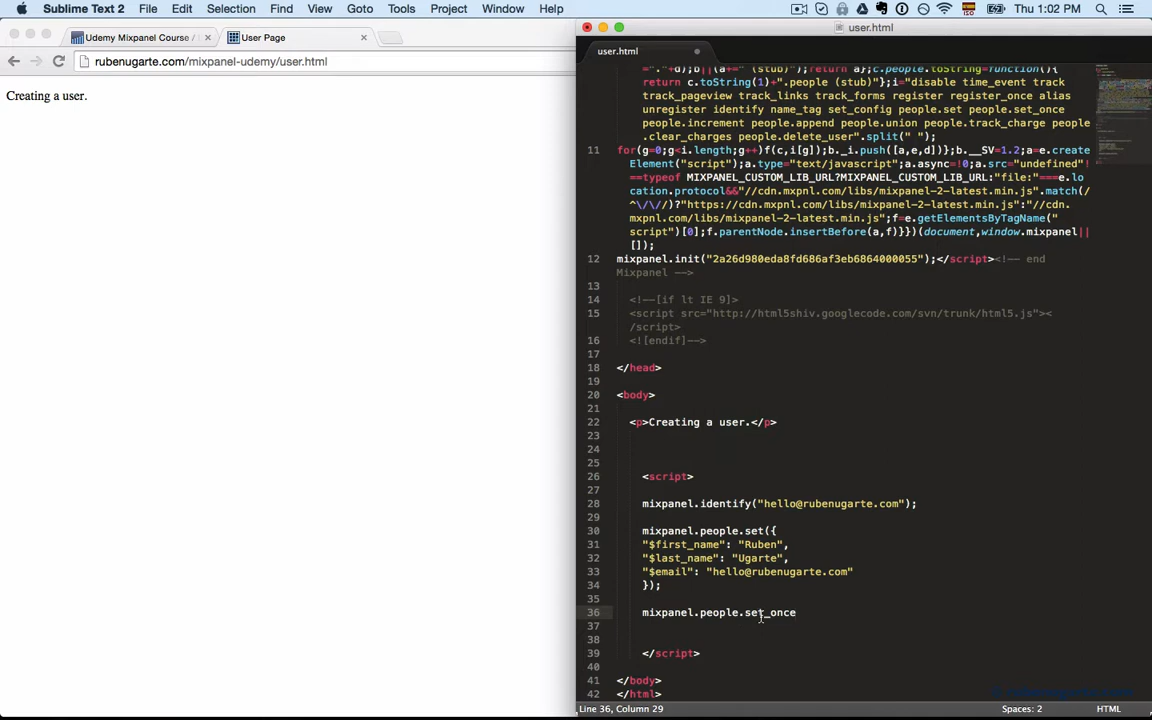 Sublime Text 2 File Edit Selection Find View Goto Tools Project Window Help Thu 1:02 PM
Udemy Mixpanel Course / × User Page ×
rubenugarte.com/mixpanel-udemy/user.html
Creating a user.
user.html
user.html
="."+d);b||(a+=" (stub)");return a};c.people.toString=function(){
return c.toString(1)+".people (stub)"};i="disable time_event track
track_pageview track_links track_forms register register_once alias
unregister identify name_tag set_config people.set people.set_once
people.increment people.append people.union people.track_charge people
.clear_charges people.delete_user".split(" ");
11 for(g=0;g<i.length;g++)f(c,i[g]);b._i.push([a,e,d])};b.__SV=1.2;a=e.create
Element("script");a.type="text/javascript";a.async=!0;a.src="undefined"!
==typeof MIXPANEL_CUSTOM_LIB_URL?MIXPANEL_CUSTOM_LIB_URL:"file:"===e.lo
cation.protocol&&"//cdn.mxpnl.com/libs/mixpanel-2-latest.min.js".match(/
^\/\//)?"https://cdn.mxpnl.com/libs/mixpanel-2-latest.min.js":"//cdn.
mxpnl.com/libs/mixpanel-2-latest.min.js";f=e.getElementsByTagName("
script")[0];f.parentNode.insertBefore(a,f)}})(document,window.mixpanel||
[]);
12 mixpanel.init("2a26d980eda8fd686af3eb6864000055");</script><!-- end
Mixpanel -->
13
14 <!--[if lt IE 9]>
15 <script src="http://html5shiv.googlecode.com/svn/trunk/html5.js"><
/script>
16 <![endif]-->
17
18 </head>
19
20 <body>
21
22 <p>Creating a user.</p>
23
24
25
26 <script>
27
28 mixpanel.identify("hello@rubenugarte.com");
29
30 mixpanel.people.set({
31 "$first_name": "Ruben",
32 "$last_name": "Ugarte",
33 "$email": "hello@rubenugarte.com"
34 });
35
36 mixpanel.people.set_once
37
38
39 </script>
40
41 </body>
42 </html>
Line 36, Column 29 Spaces: 2 HTML